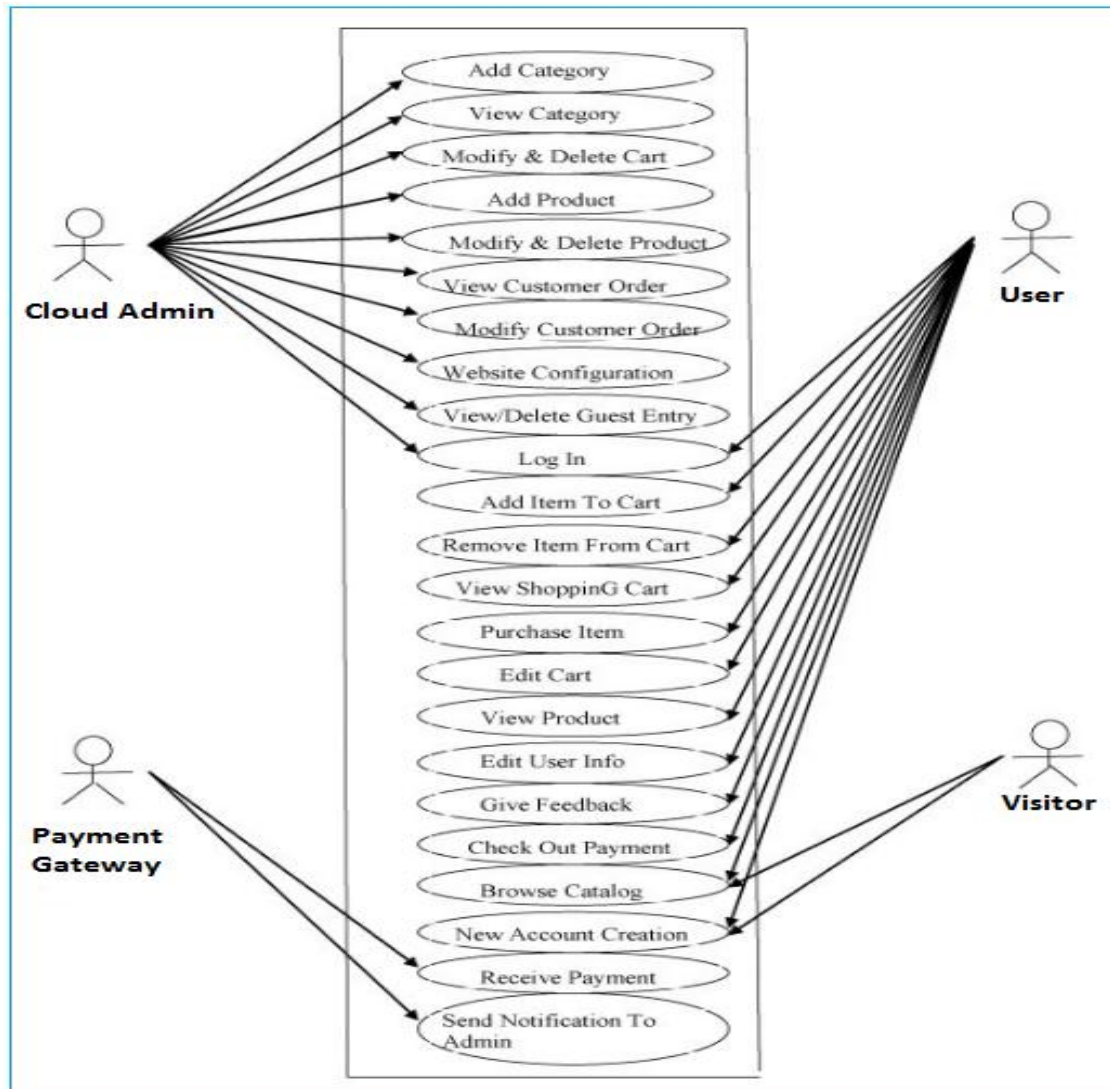 Add Category
View Category
Modify & Delete Cart
Add Product
Modify & Delete Product
View Customer Order
Modify Customer Order
Website Configuration
View/Delete Guest Entry
Log In
Add Item To Cart
Remove Item From Cart
View ShoppinG Cart
Purchase Item
Edit Cart
View Product
Edit User Info
Give Feedback
Check Out Payment
Browse Catalog
New Account Creation
Receive Payment
Send Notification To
Admin
Cloud Admin
User
Payment
Gateway
Visitor